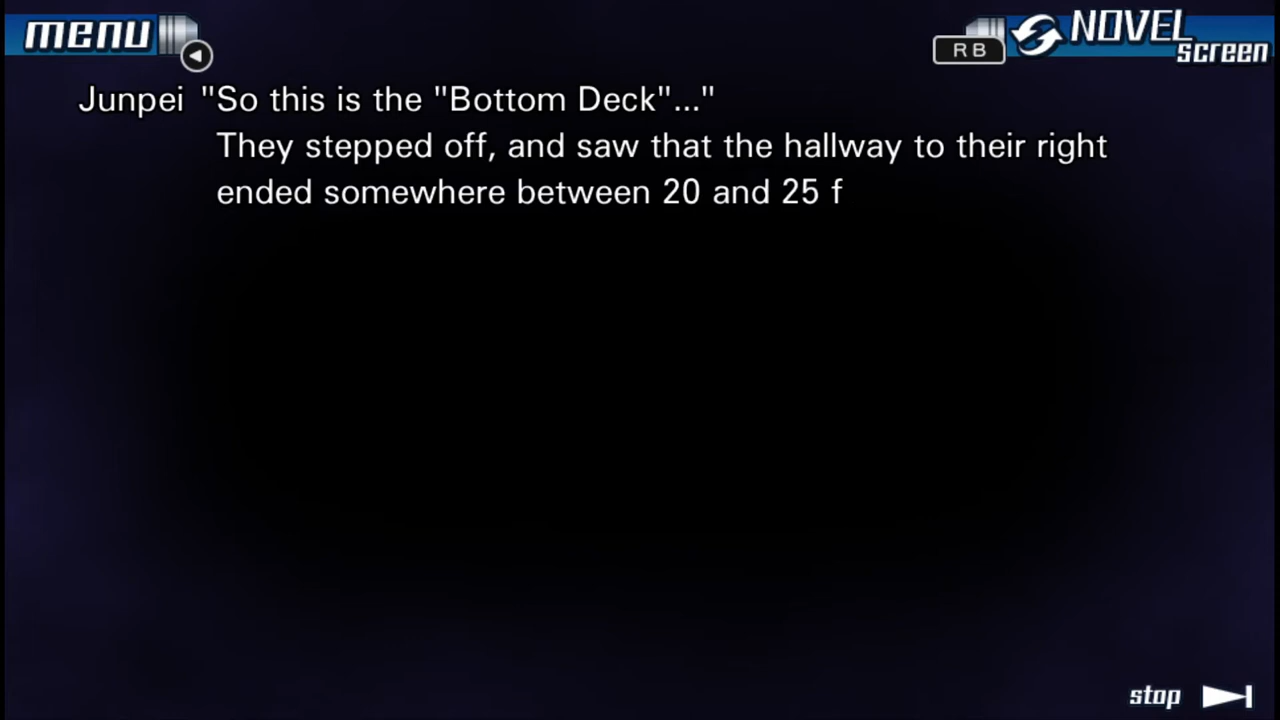 menu
RB NOVEL
screen
Junpei "So this is the "Bottom Deck"..."
They stepped off, and saw that the hallway to their right
ended somewhere between 20 and 25 f
stop